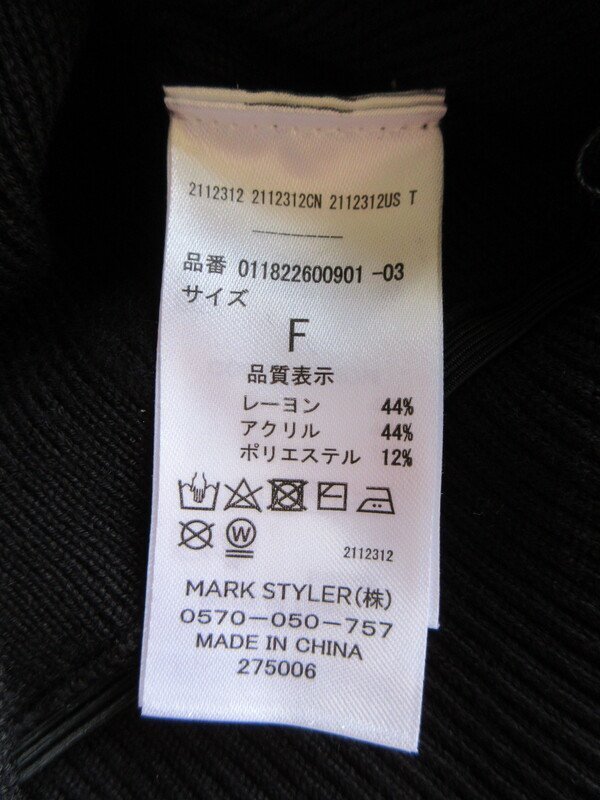 2112312 2112312CN 2112312US T
品番 011822600901 -03
サイズ
F
品質表示
レーヨン 44%
アクリル 44%
ポリエステル 12%
W
2112312
MARK STYLER(株)
0570-050-757
MADE IN CHINA
275006